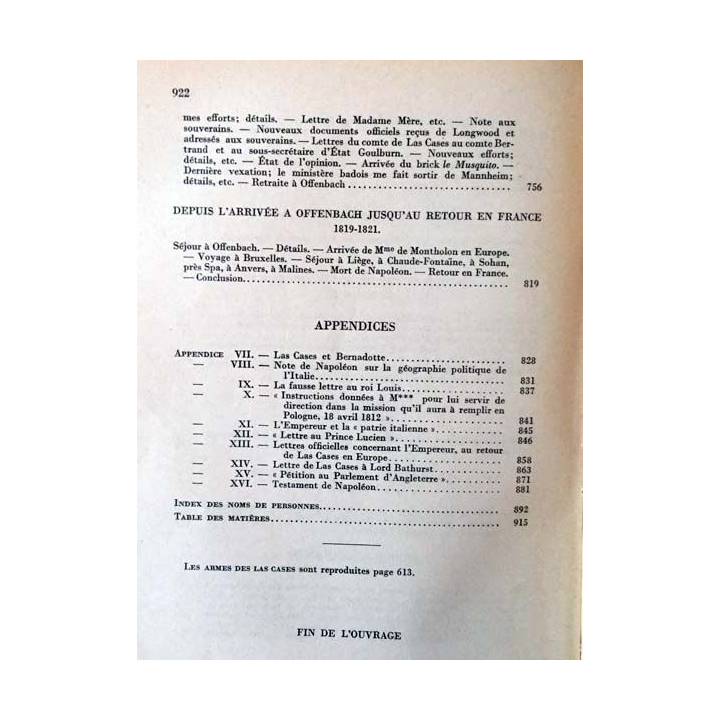 922
mes efforts; détails. — Lettre de Madame Mère, etc. — Note aux
souverains. — Nouveaux documents officiels reçus de Longwood et
adressés aux souverains. — Lettres du comte de Las Cases au comte Ber-
trand et au sous-secrétaire d'État Goulburn. — Nouveaux efforts;
détails, etc. — État de l'opinion. — Arrivée du brick le Musquito. —
Dernière vexation; le ministère badois me fait sortir de Mannheim;
détails, etc. — Retraite à Offenbach ........ 756
DEPUIS L'ARRIVÉE A OFFENBACH JUSQU'AU RETOUR EN FRANCE
1819-1821.
Séjour à Offenbach. — Détails. — Arrivée de Mme de Montholon en Europe.
— Voyage à Bruxelles. — Séjour à Liège, à Chaude-Fontaïne, à Sohan,
près Spa, à Anvers, à Malines. — Mort de Napoléon. — Retour en France.
— Conclusion........ 819
APPENDICES
APPENDICE VII. — Las Cases et Bernadotte........ 828
— VIII. — Note de Napoléon sur la géographie politique de
l'Italie........ 831
— IX. — La fausse lettre au roi Louis........ 837
— X. — « Instructions données à M*** pour lui servir de
direction dans la mission qu'il aura à remplir en
Pologne, 18 avril 1812 »........ 841
— XI. — L'Empereur et la « patrie italienne »........ 845
— XII. — « Lettre au Prince Lucien »........ 846
— XIII. — Lettres officielles concernant l'Empereur, au retour
de Las Cases en Europe........ 858
— XIV. — Lettre de Las Cases à Lord Bathurst........ 863
— XV. — « Pétition au Parlement d'Angleterre »........ 871
— XVI. — Testament de Napoléon........ 881
INDEX DES NOMS DE PERSONNES........ 892
TABLE DES MATIÈRES........ 915
LES ARMES DES LAS CASES sont reproduites page 613.
FIN DE L'OUVRAGE